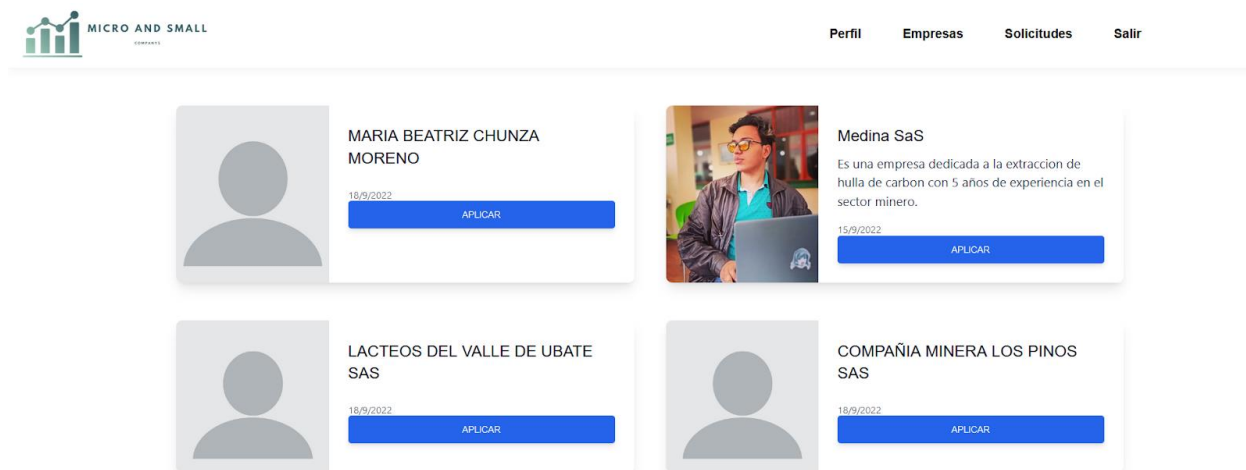 MICRO AND SMALL
COMPANY
Perfil Empresas Solicitudes Salir
MARIA BEATRIZ CHUNZA
MORENO
18/9/2022
APLICAR
Medina SaS
Es una empresa dedicada a la extraccion de
hulla de carbon con 5 años de experiencia en el
sector minero.
15/9/2022
APLICAR
LACTEOS DEL VALLE DE UBATE
SAS
18/9/2022
APLICAR
COMPAÑIA MINERA LOS PINOS
SAS
18/9/2022
APLICAR